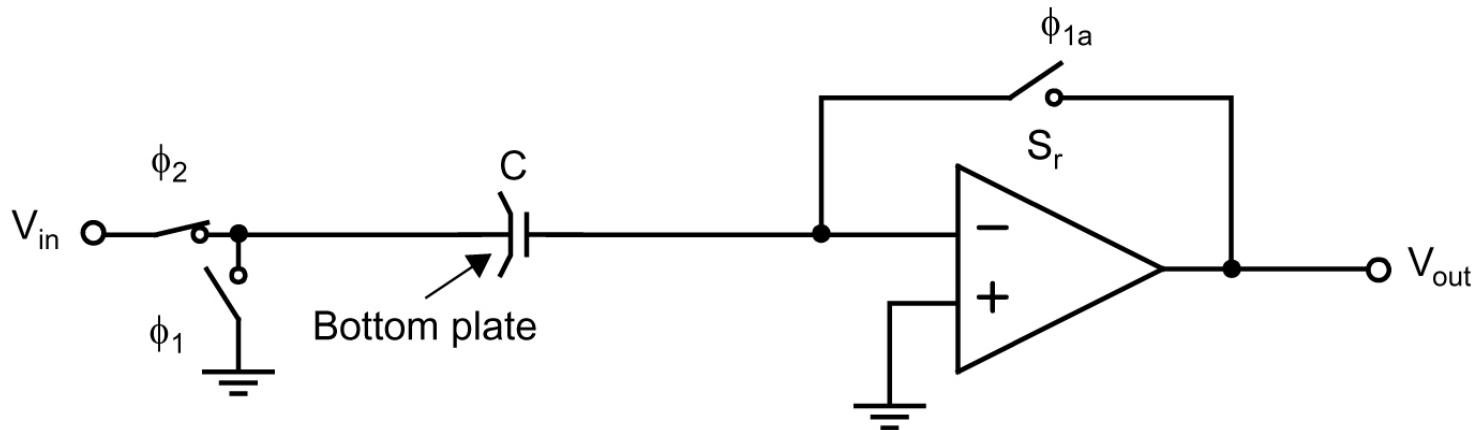 ϕ1a
Sr
ϕ2
C
Vin
−
+
Vout
Bottom plate
ϕ1